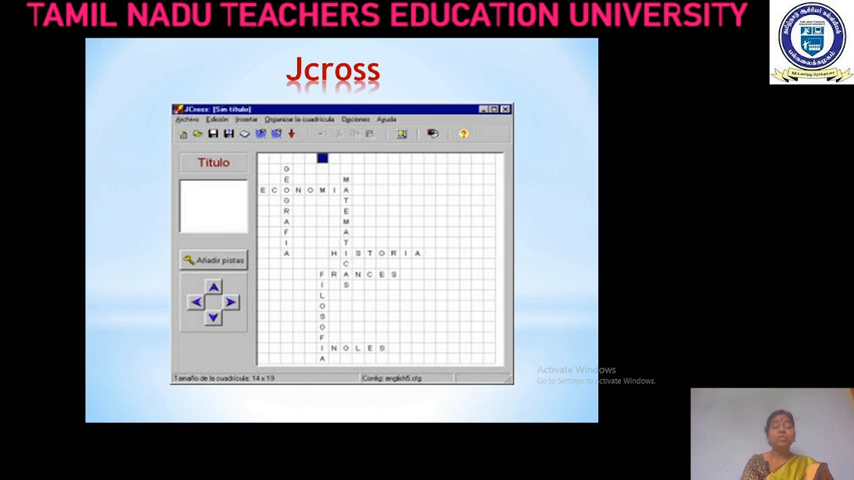 TAMIL NADU TEACHERS EDUCATION UNIVERSITY
Jcross
JCross: [Sin título]
Archivo Edición Insertar Organizar la cuadrícula Opciones Ayuda
Título
Añadir pistas
GEOGRAFIA
ECONOMIA
MATEMATICAS
HISTORIA
FRANCES
FILOSOFIA
INGLES
Tamaño de la cuadrícula: 14 x 19
Config: english5.cfg
Activate Windows
Go to Settings to activate Windows.